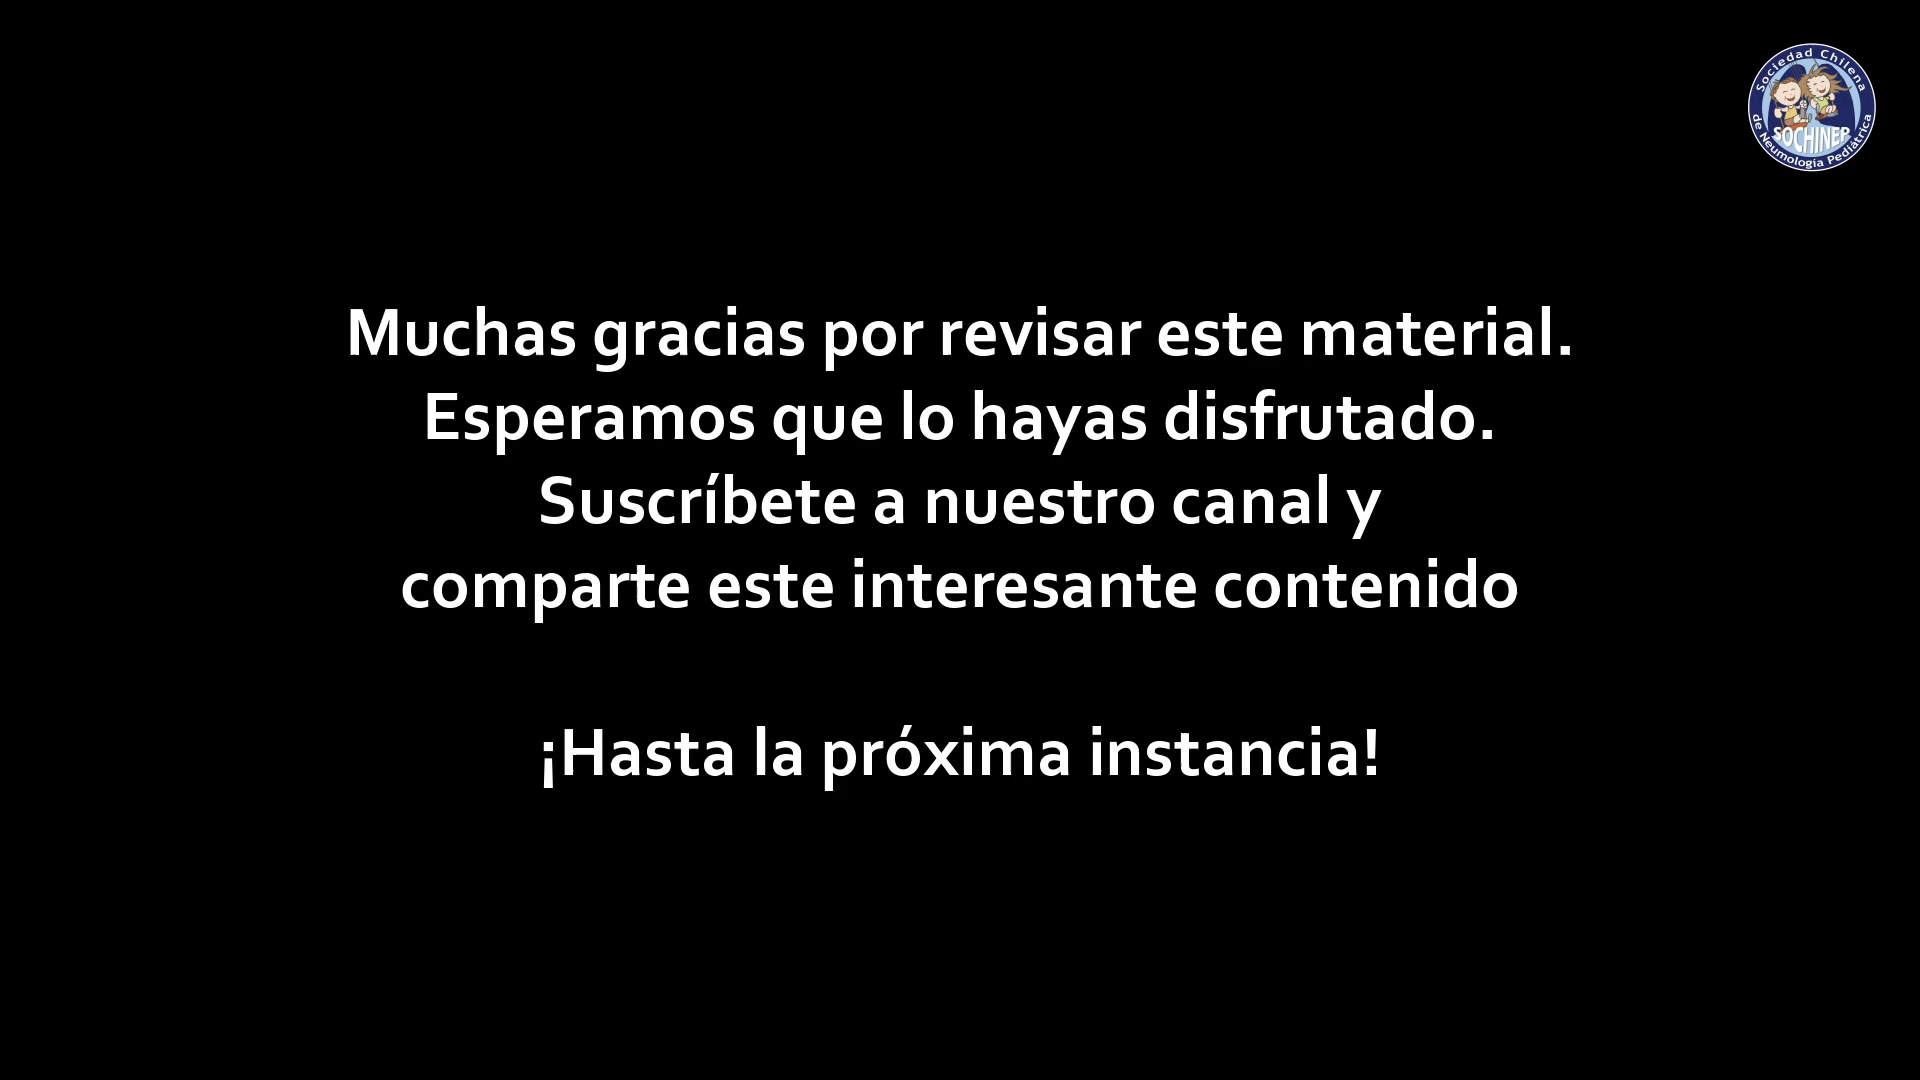 Sociedad Chilena
SOCHINEP
de Neumología Pediátrica
Muchas gracias por revisar este material.
Esperamos que lo hayas disfrutado.
Suscríbete a nuestro canal y
comparte este interesante contenido
¡Hasta la próxima instancia!